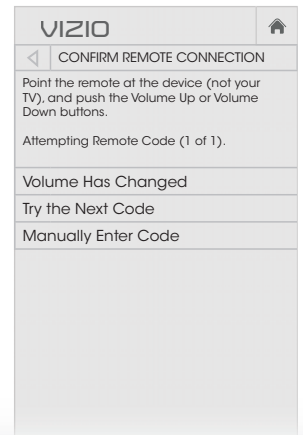 VIZIO
CONFIRM REMOTE CONNECTION
Point the remote at the device (not your
TV), and push the Volume Up or Volume
Down buttons.
Attempting Remote Code (1 of 1).
Volume Has Changed
Try the Next Code
Manually Enter Code